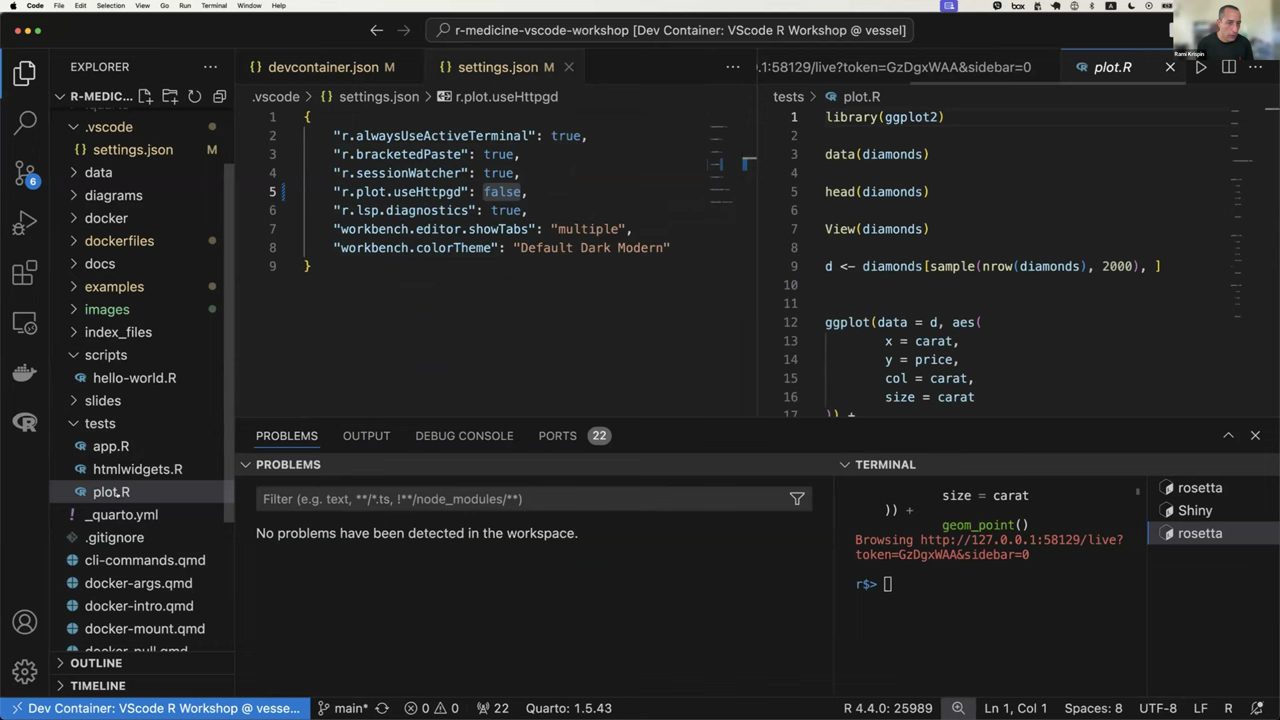 Code File Edit Selection View Go Run Terminal Window Help
box
A
r-medicine-vscode-workshop [Dev Container: VScode R Workshop @ vessel]
Rami Krispin
EXPLORER
R-MEDIC...
.vscode
settings.json M
data
diagrams
docker
dockerfiles
docs
examples
images
index_files
scripts
hello-world.R
slides
tests
app.R
htmlwidgets.R
plot.R
_quarto.yml
.gitignore
cli-commands.qmd
docker-args.qmd
docker-intro.qmd
docker-mount.qmd
docker-pull.qmd
OUTLINE
TIMELINE
6
devcontainer.json M
settings.json M
.vscode > {} settings.json > r.plot.useHttpgd
1 {
2 "r.alwaysUseActiveTerminal": true,
3 "r.bracketedPaste": true,
4 "r.sessionWatcher": true,
5 "r.plot.useHttpgd": false,
6 "r.lsp.diagnostics": true,
7 "workbench.editor.showTabs": "multiple",
8 "workbench.colorTheme": "Default Dark Modern"
9 }
0.1:58129/live?token=GzDgxWAA&sidebar=0
plot.R
tests > plot.R
1 library(ggplot2)
2
3 data(diamonds)
4
5 head(diamonds)
6
7 View(diamonds)
8
9 d <- diamonds[sample(nrow(diamonds), 2000), ]
10
11
12 ggplot(data = d, aes(
13 x = carat,
14 y = price,
15 col = carat,
16 size = carat
17 )) +
PROBLEMS OUTPUT DEBUG CONSOLE PORTS 22
PROBLEMS
Filter (e.g. text, **/*.ts, !**/node_modules/**)
No problems have been detected in the workspace.
TERMINAL
size = carat
)) +
geom_point()
Browsing http://127.0.0.1:58129/live?
token=GzDgxWAA&sidebar=0
r$>
rosetta
Shiny
rosetta
Dev Container: VScode R Workshop @ vesse... main* 0 0 22 Quarto: 1.5.43 R 4.4.0: 25989 Ln 1, Col 1 Spaces: 8 UTF-8 LF R